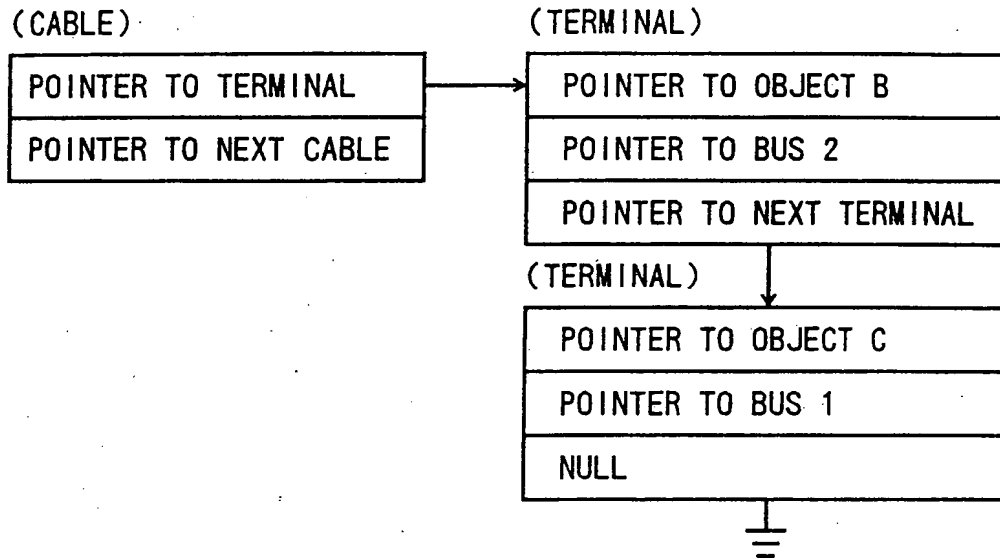 (CABLE)
POINTER TO TERMINAL
POINTER TO NEXT CABLE
(TERMINAL)
POINTER TO OBJECT B
POINTER TO BUS 2
POINTER TO NEXT TERMINAL
(TERMINAL)
POINTER TO OBJECT C
POINTER TO BUS 1
NULL